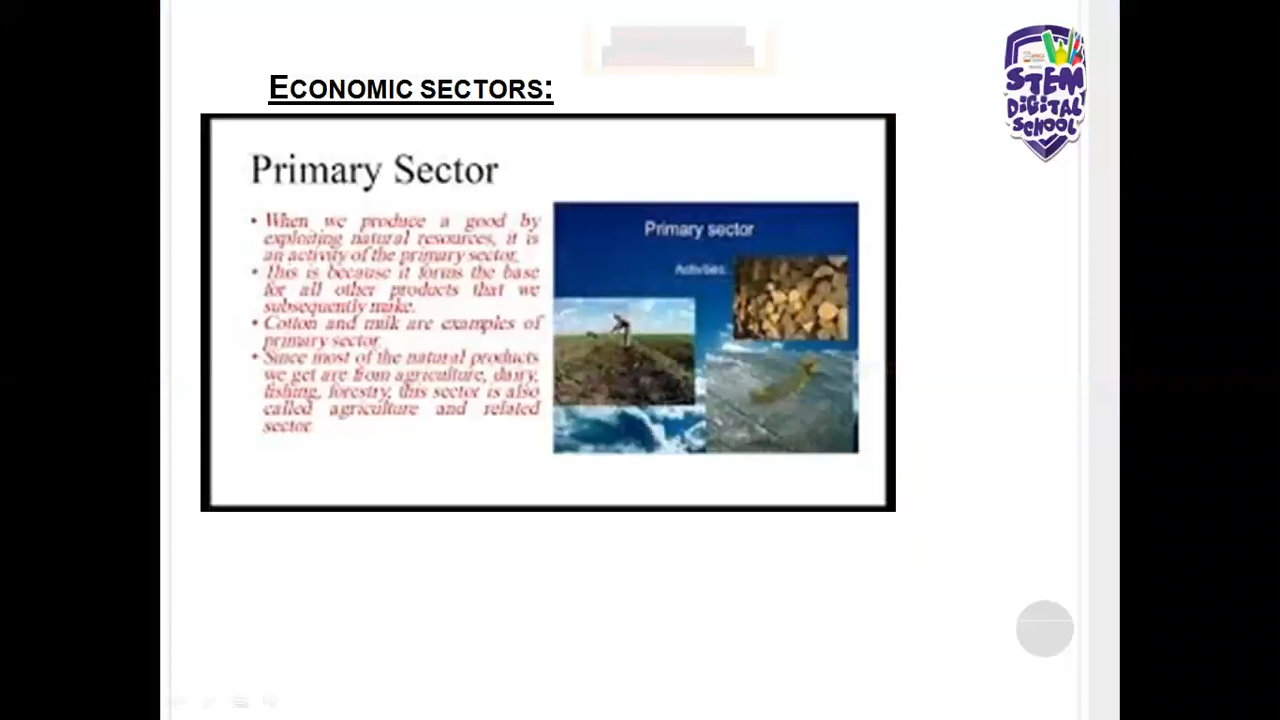 ECONOMIC SECTORS:
STEM
DIGITAL
SCHOOL
Primary Sector
• When we produce a good by
exploiting natural resources, it is
an activity of the primary sector.
• This is because it forms the base
for all other products that we
subsequently make.
• Cotton and milk are examples of
primary sector.
• Since most of the natural products
we get are from agriculture, dairy,
fishing, forestry, this sector is also
called agriculture and related
sector
Primary sector
Activities: